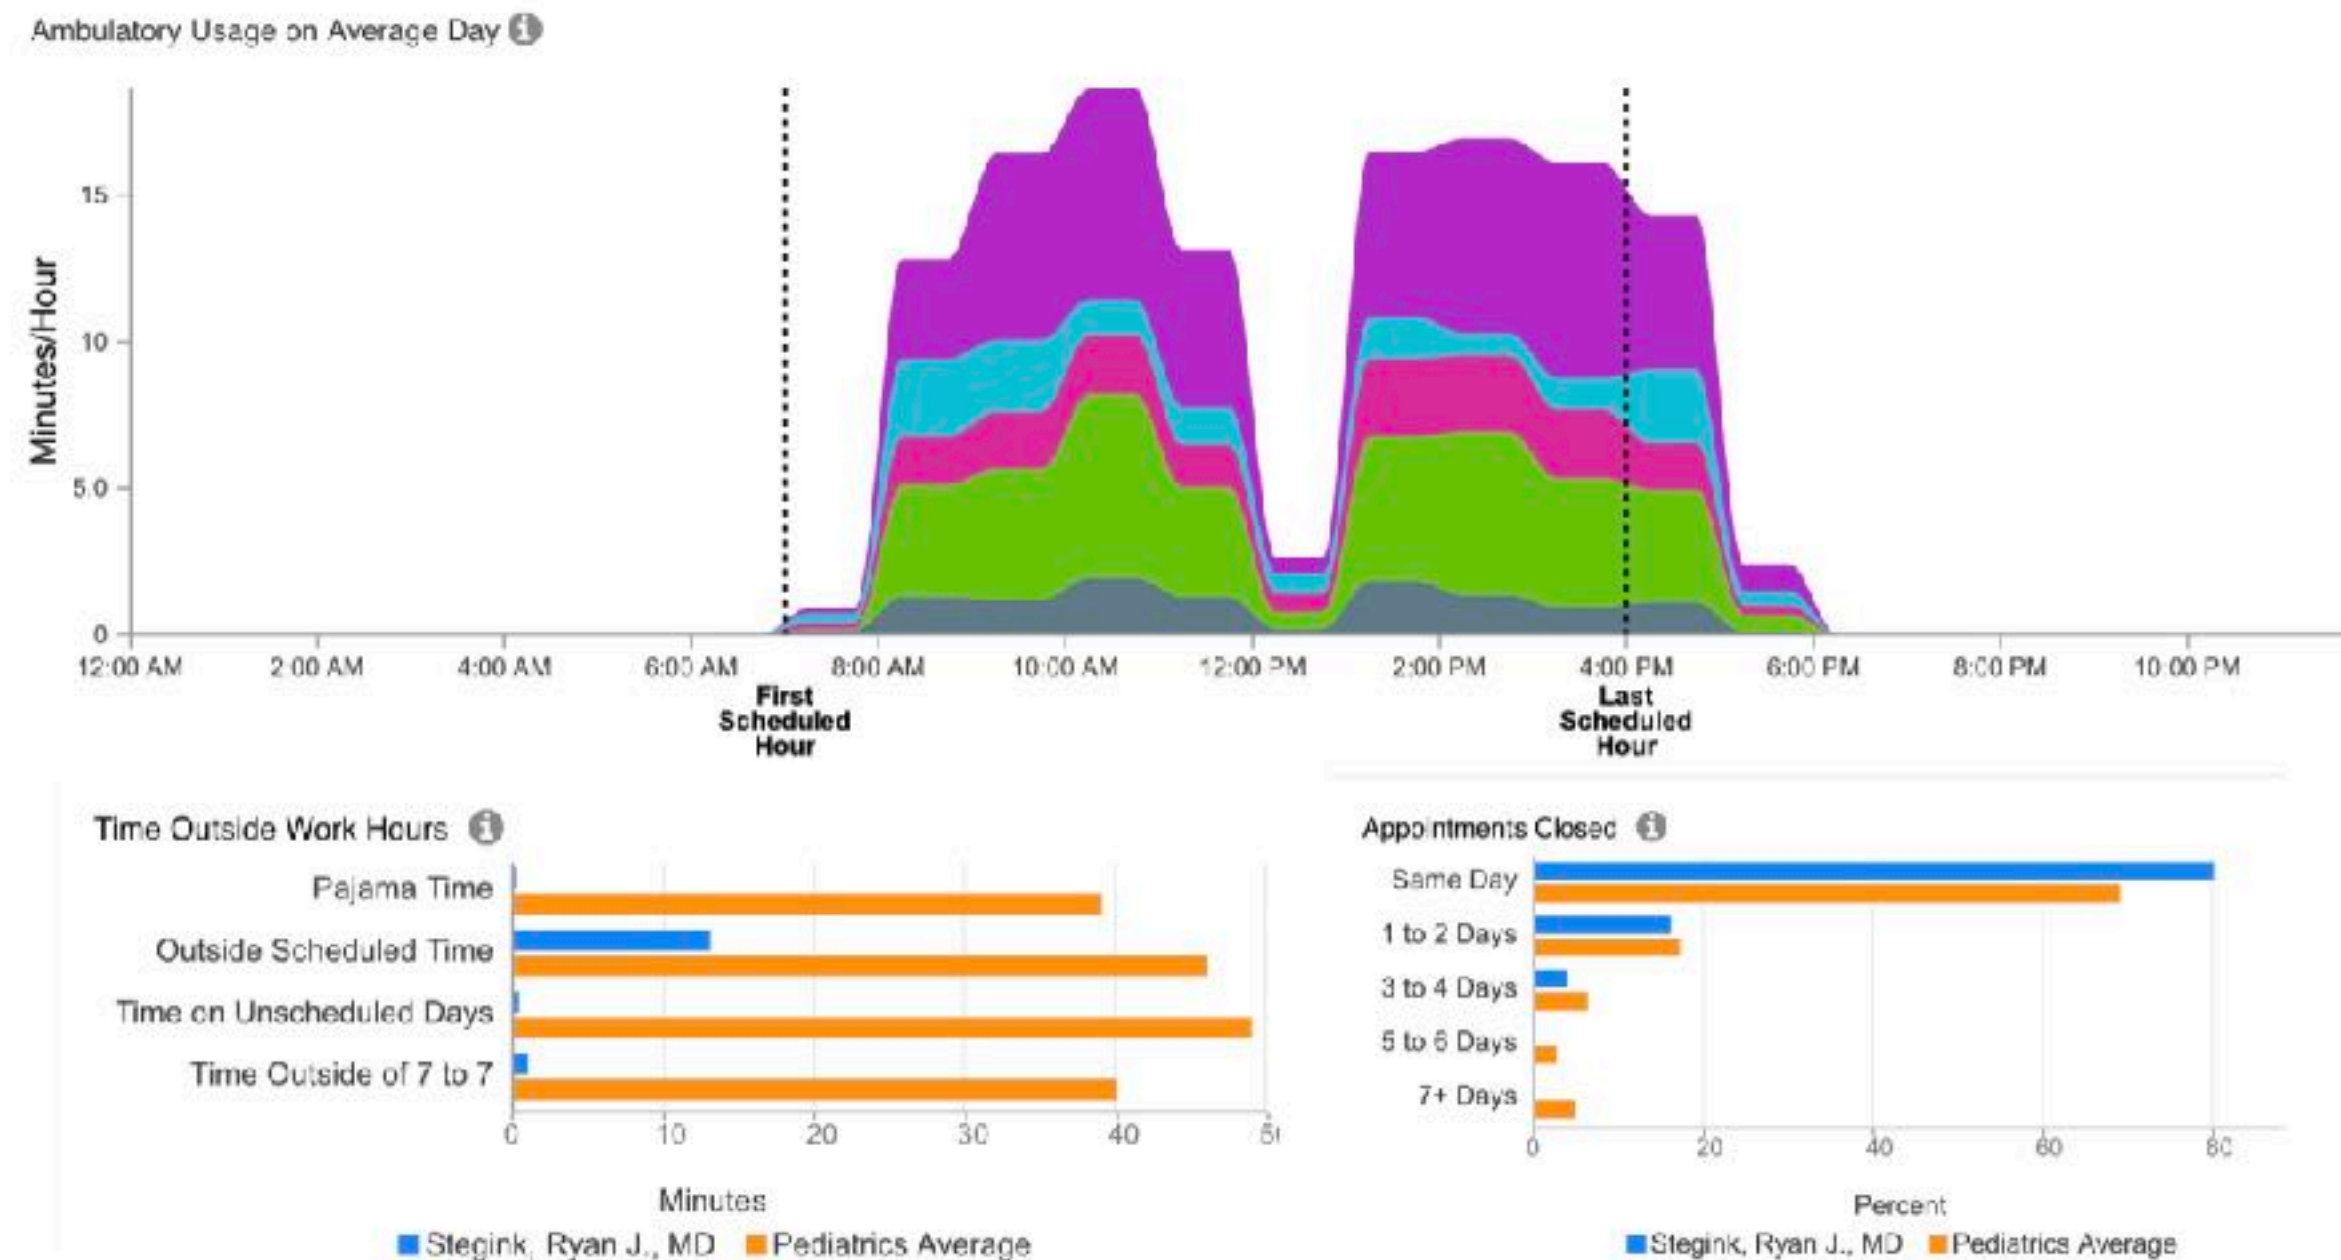 Ambulatory Usage on Average Day
15
10
5.0
0
Minutes/Hour
12:00 AM 2:00 AM 4:00 AM 6:00 AM 8:00 AM 10:00 AM 12:00 PM 2:00 PM 4:00 PM 6:00 PM 8:00 PM 10:00 PM
First
Scheduled
Hour
Last
Scheduled
Hour
Time Outside Work Hours
Pajama Time
Outside Scheduled Time
Time on Unscheduled Days
Time Outside of 7 to 7
0 10 20 30 40
Minutes
Stegink, Ryan J., MD Pediatrics Average
Appointments Closed
Same Day
1 to 2 Days
3 to 4 Days
5 to 6 Days
7+ Days
0 20 40 60 80
Percent
Stegink, Ryan J., MD Pediatrics Average